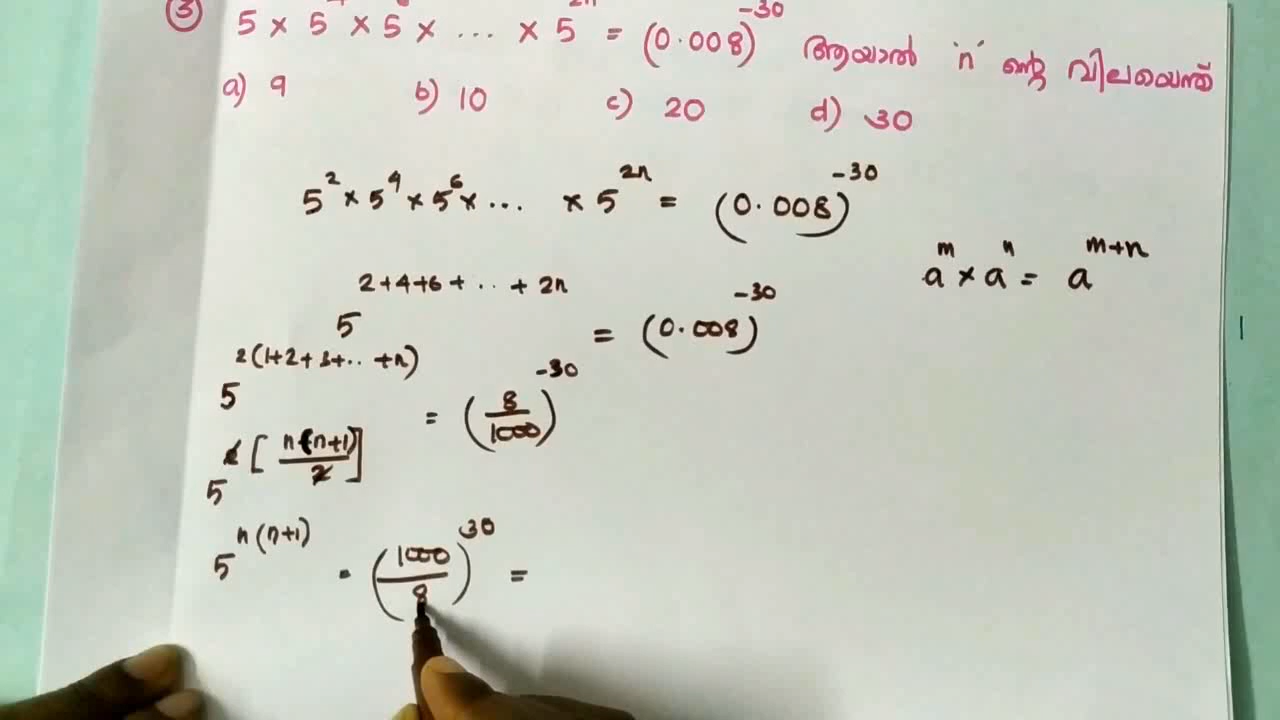 ③ 5 × 5⁴ × 5⁶ × ... × 5²ⁿ = (0.008)⁻³⁰ ആയാൽ 'n' ന്റെ വിലയെന്ത്
a) 9 b) 10 c) 20 d) 30
5² × 5⁴ × 5⁶ × ... × 5²ⁿ = (0.008)⁻³⁰
aᵐ × aⁿ = aᵐ⁺ⁿ
5^2+4+6+ .. + 2n = (0.008)⁻³⁰
5^2(1+2+3+.. +n) = (8/1000)⁻³⁰
5^2[n(n+1)/2]
5^n(n+1) = (1000/8)³⁰ =